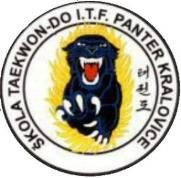 ŠKOLA TAEKWON-DO I.T.F. PANTER KRALOVICE
태권도